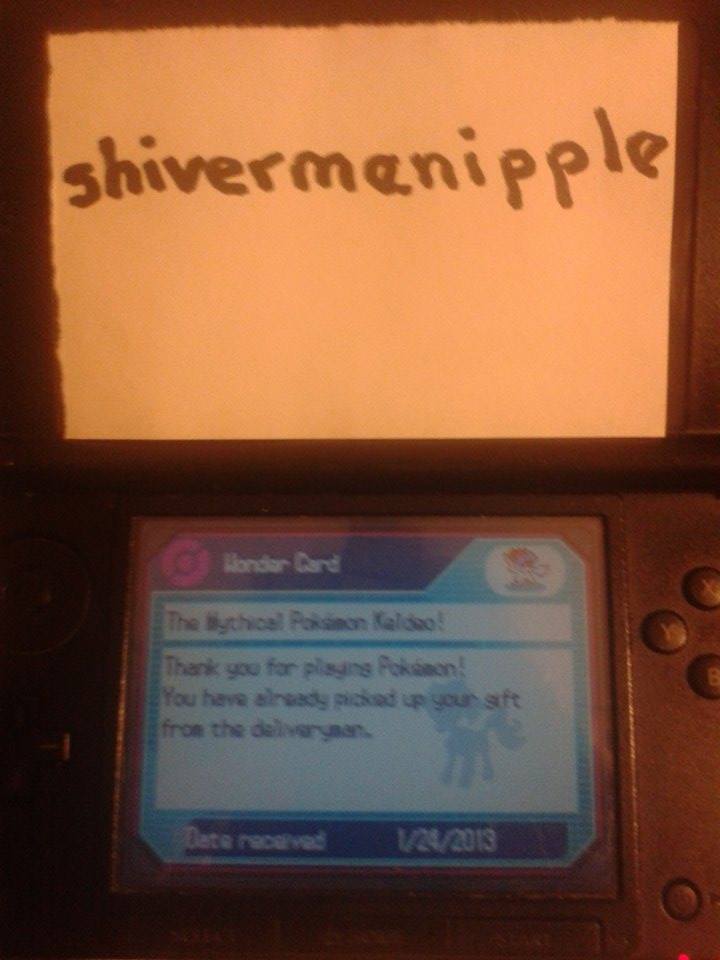 shivermenipple
Wonder Card
The Mythical Pokémon Keldeo!
Thank you for playing Pokémon!
You have already picked up your gift
from the deliveryman.
Date received 1/24/2013
Y
X
B